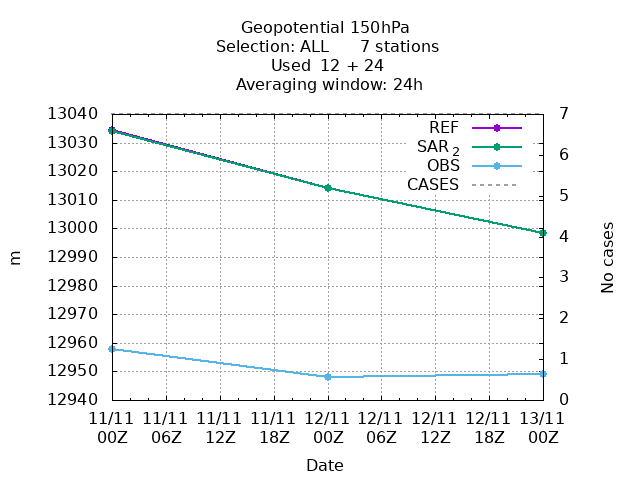 Geopotential 150hPa
Selection: ALL 7 stations
Used 12 + 24
Averaging window: 24h
13040
13030
13020
13010
13000
12990
12980
12970
12960
12950
12940
m
7
6
5
4
3
2
1
0
No cases
REF
SAR 2
OBS
CASES
11/11 11/11 11/11 11/11 12/11 12/11 12/11 12/11 13/11
00Z 06Z 12Z 18Z 00Z 06Z 12Z 18Z 00Z
Date